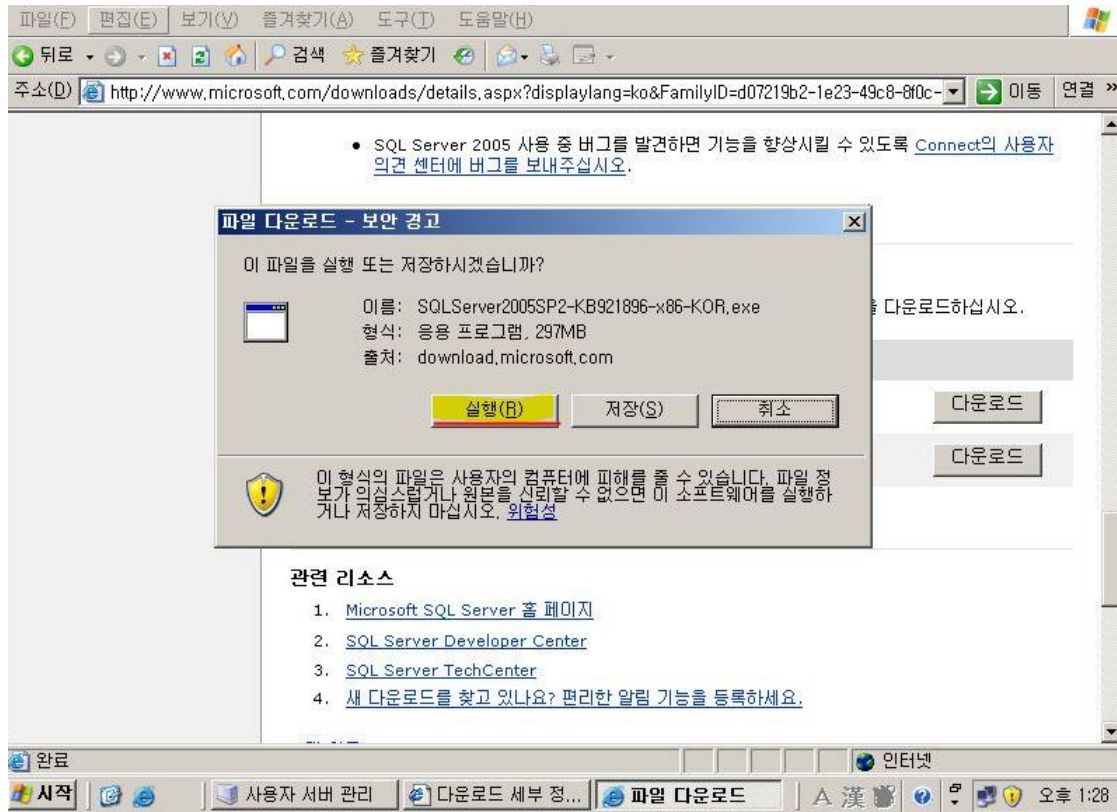 파일(F) 편집(E) 보기(V) 즐겨찾기(A) 도구(T) 도움말(H)
뒤로 검색 즐겨찾기
주소(D) http://www.microsoft.com/downloads/details.aspx?displaylang=ko&FamilyID=d07219b2-1e23-49c8-8f0c- 이동 연결 »
• SQL Server 2005 사용 중 버그를 발견하면 기능을 향상시킬 수 있도록 Connect의 사용자
의견 센터에 버그를 보내주십시오.
파일 다운로드 - 보안 경고
이 파일을 실행 또는 저장하시겠습니까?
이름: SQLServer2005SP2-KB921896-x86-KOR.exe
형식: 응용 프로그램, 297MB
출처: download.microsoft.com
실행(R) 저장(S) 취소
이 형식의 파일은 사용자의 컴퓨터에 피해를 줄 수 있습니다. 파일 정
보가 의심스럽거나 원본을 신뢰할 수 없으면 이 소프트웨어를 실행하
거나 저장하지 마십시오. 위험성
다운로드하십시오.
다운로드
다운로드
관련 리소스
1. Microsoft SQL Server 홈 페이지
2. SQL Server Developer Center
3. SQL Server TechCenter
4. 새 다운로드를 찾고 있나요? 편리한 알림 기능을 등록하세요.
완료 인터넷
시작 사용자 서버 관리 다운로드 세부 정... 파일 다운로드 A 漢 오후 1:28